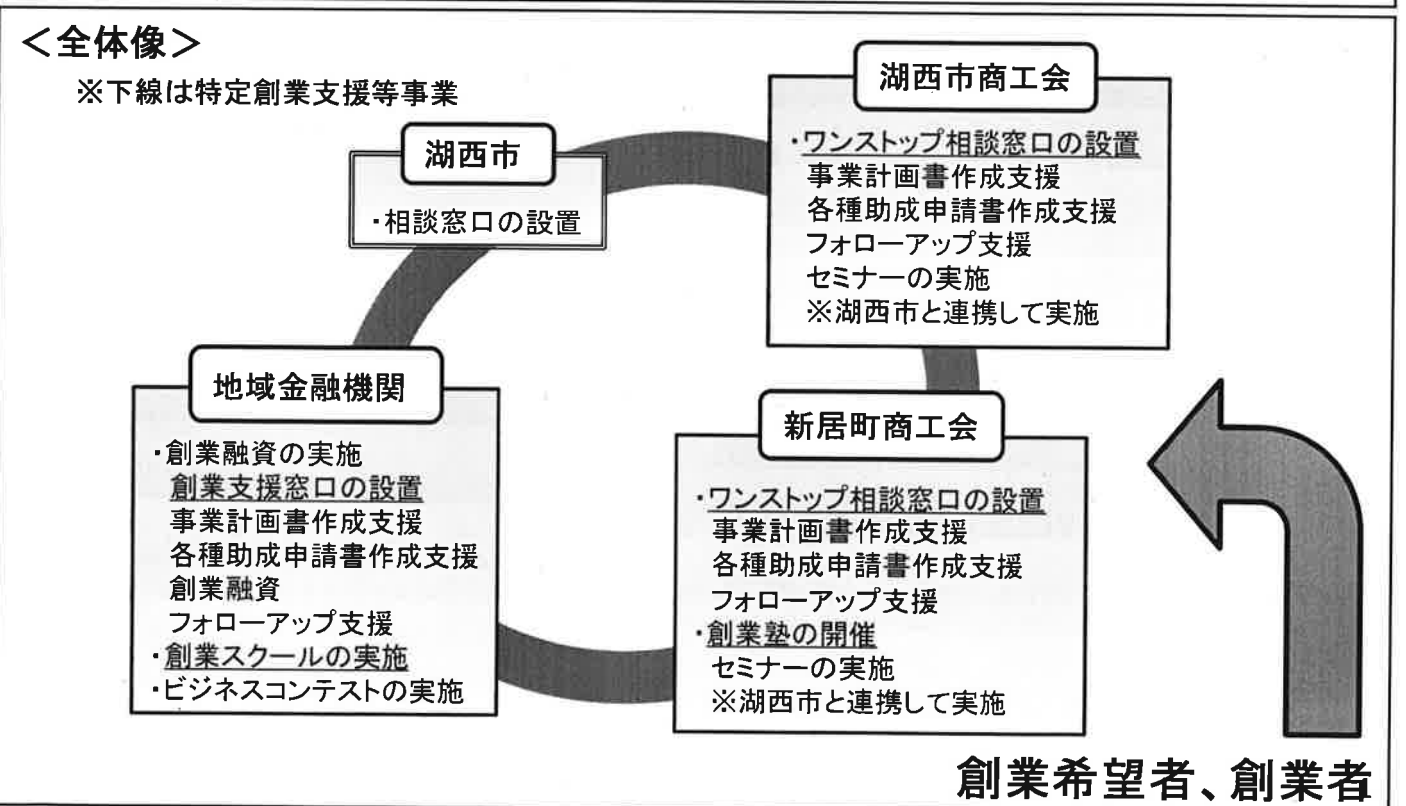 ＜全体像＞
※下線は特定創業支援等事業
湖西市
・相談窓口の設置
湖西市商工会
・ワンストップ相談窓口の設置
事業計画書作成支援
各種助成申請書作成支援
フォローアップ支援
セミナーの実施
※湖西市と連携して実施
地域金融機関
・創業融資の実施
創業支援窓口の設置
事業計画書作成支援
各種助成申請書作成支援
創業融資
フォローアップ支援
・創業スクールの実施
・ビジネスコンテストの実施
新居町商工会
・ワンストップ相談窓口の設置
事業計画書作成支援
各種助成申請書作成支援
フォローアップ支援
・創業塾の開催
セミナーの実施
※湖西市と連携して実施
創業希望者、創業者